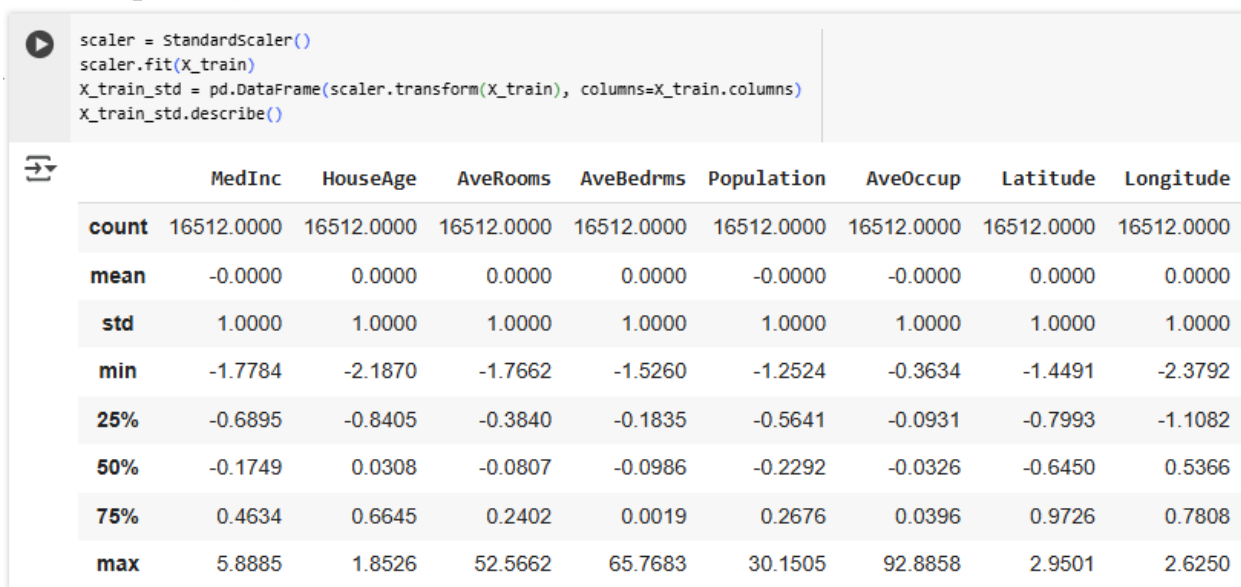 scaler = StandardScaler()
scaler.fit(X_train)
X_train_std = pd.DataFrame(scaler.transform(X_train), columns=X_train.columns)
X_train_std.describe()
MedInc HouseAge AveRooms AveBedrms Population AveOccup Latitude Longitude
count 16512.0000 16512.0000 16512.0000 16512.0000 16512.0000 16512.0000 16512.0000 16512.0000
mean -0.0000 0.0000 0.0000 0.0000 -0.0000 -0.0000 0.0000 0.0000
std 1.0000 1.0000 1.0000 1.0000 1.0000 1.0000 1.0000 1.0000
min -1.7784 -2.1870 -1.7662 -1.5260 -1.2524 -0.3634 -1.4491 -2.3792
25% -0.6895 -0.8405 -0.3840 -0.1835 -0.5641 -0.0931 -0.7993 -1.1082
50% -0.1749 0.0308 -0.0807 -0.0986 -0.2292 -0.0326 -0.6450 0.5366
75% 0.4634 0.6645 0.2402 0.0019 0.2676 0.0396 0.9726 0.7808
max 5.8885 1.8526 52.5662 65.7683 30.1505 92.8858 2.9501 2.6250